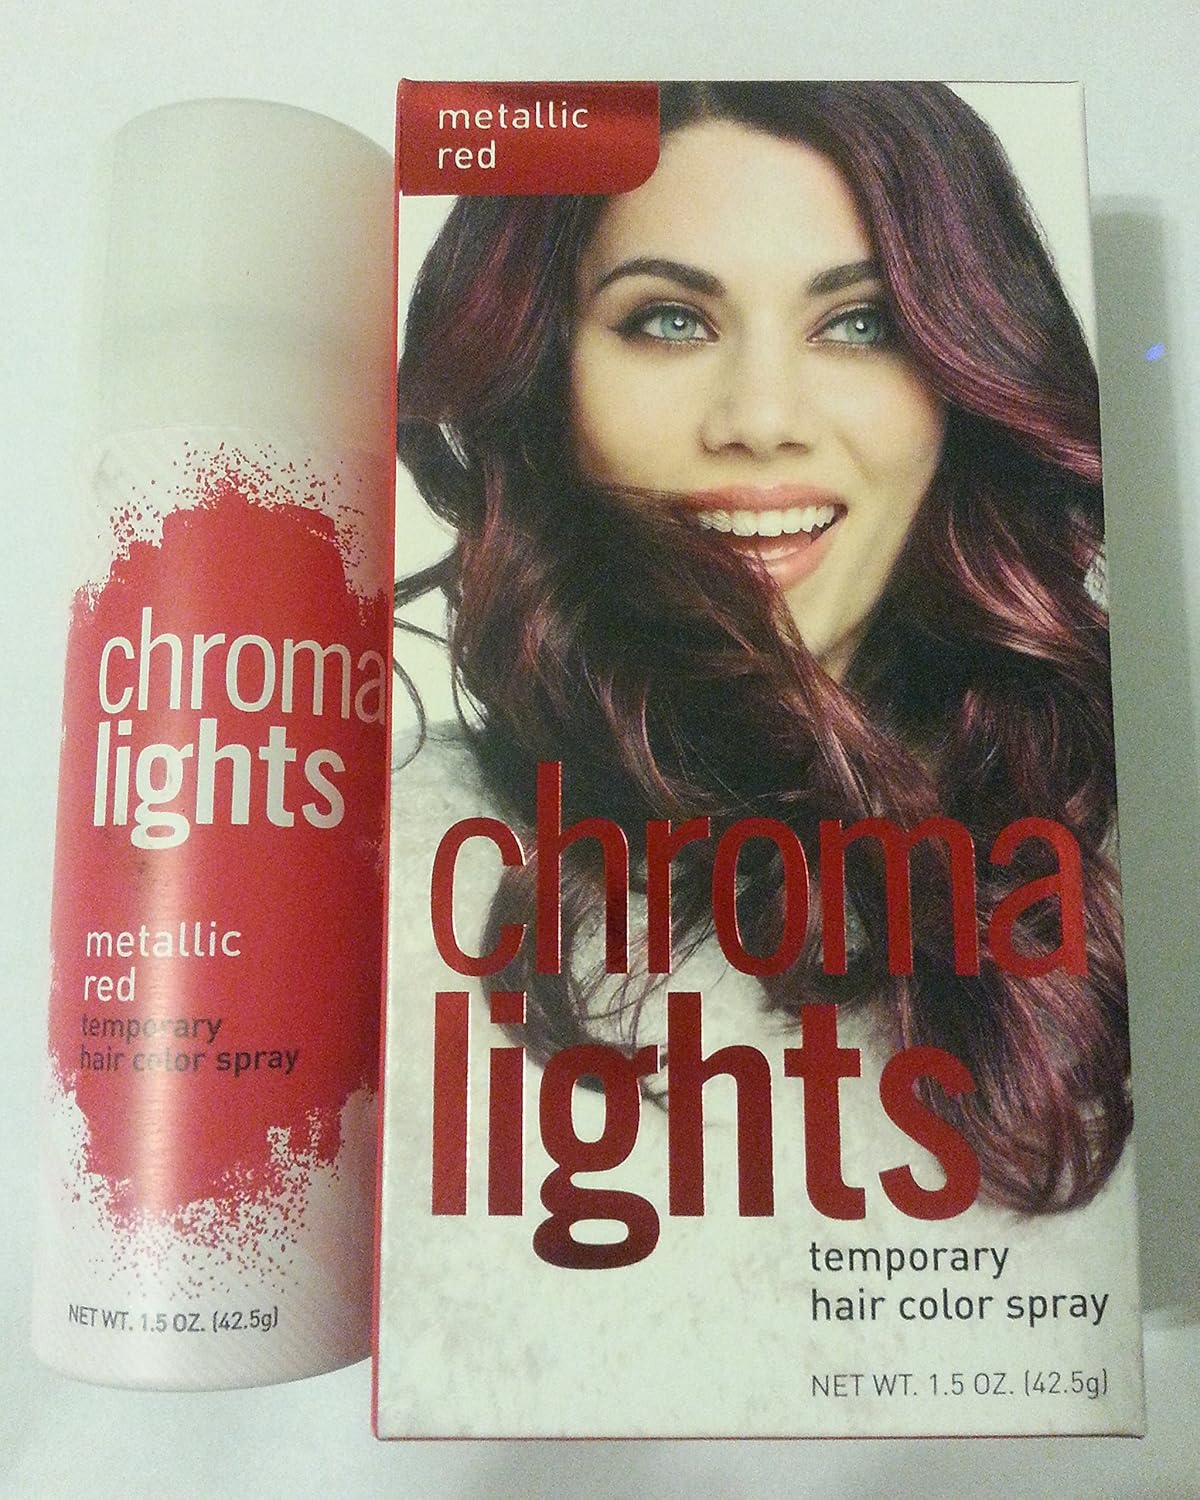 chroma
lights
metallic
red
temporary
hair color spray
NET WT. 1.5 OZ. (42.5g)
metallic
red
chroma
lights
temporary
hair color spray
NET WT. 1.5 OZ. (42.5g)